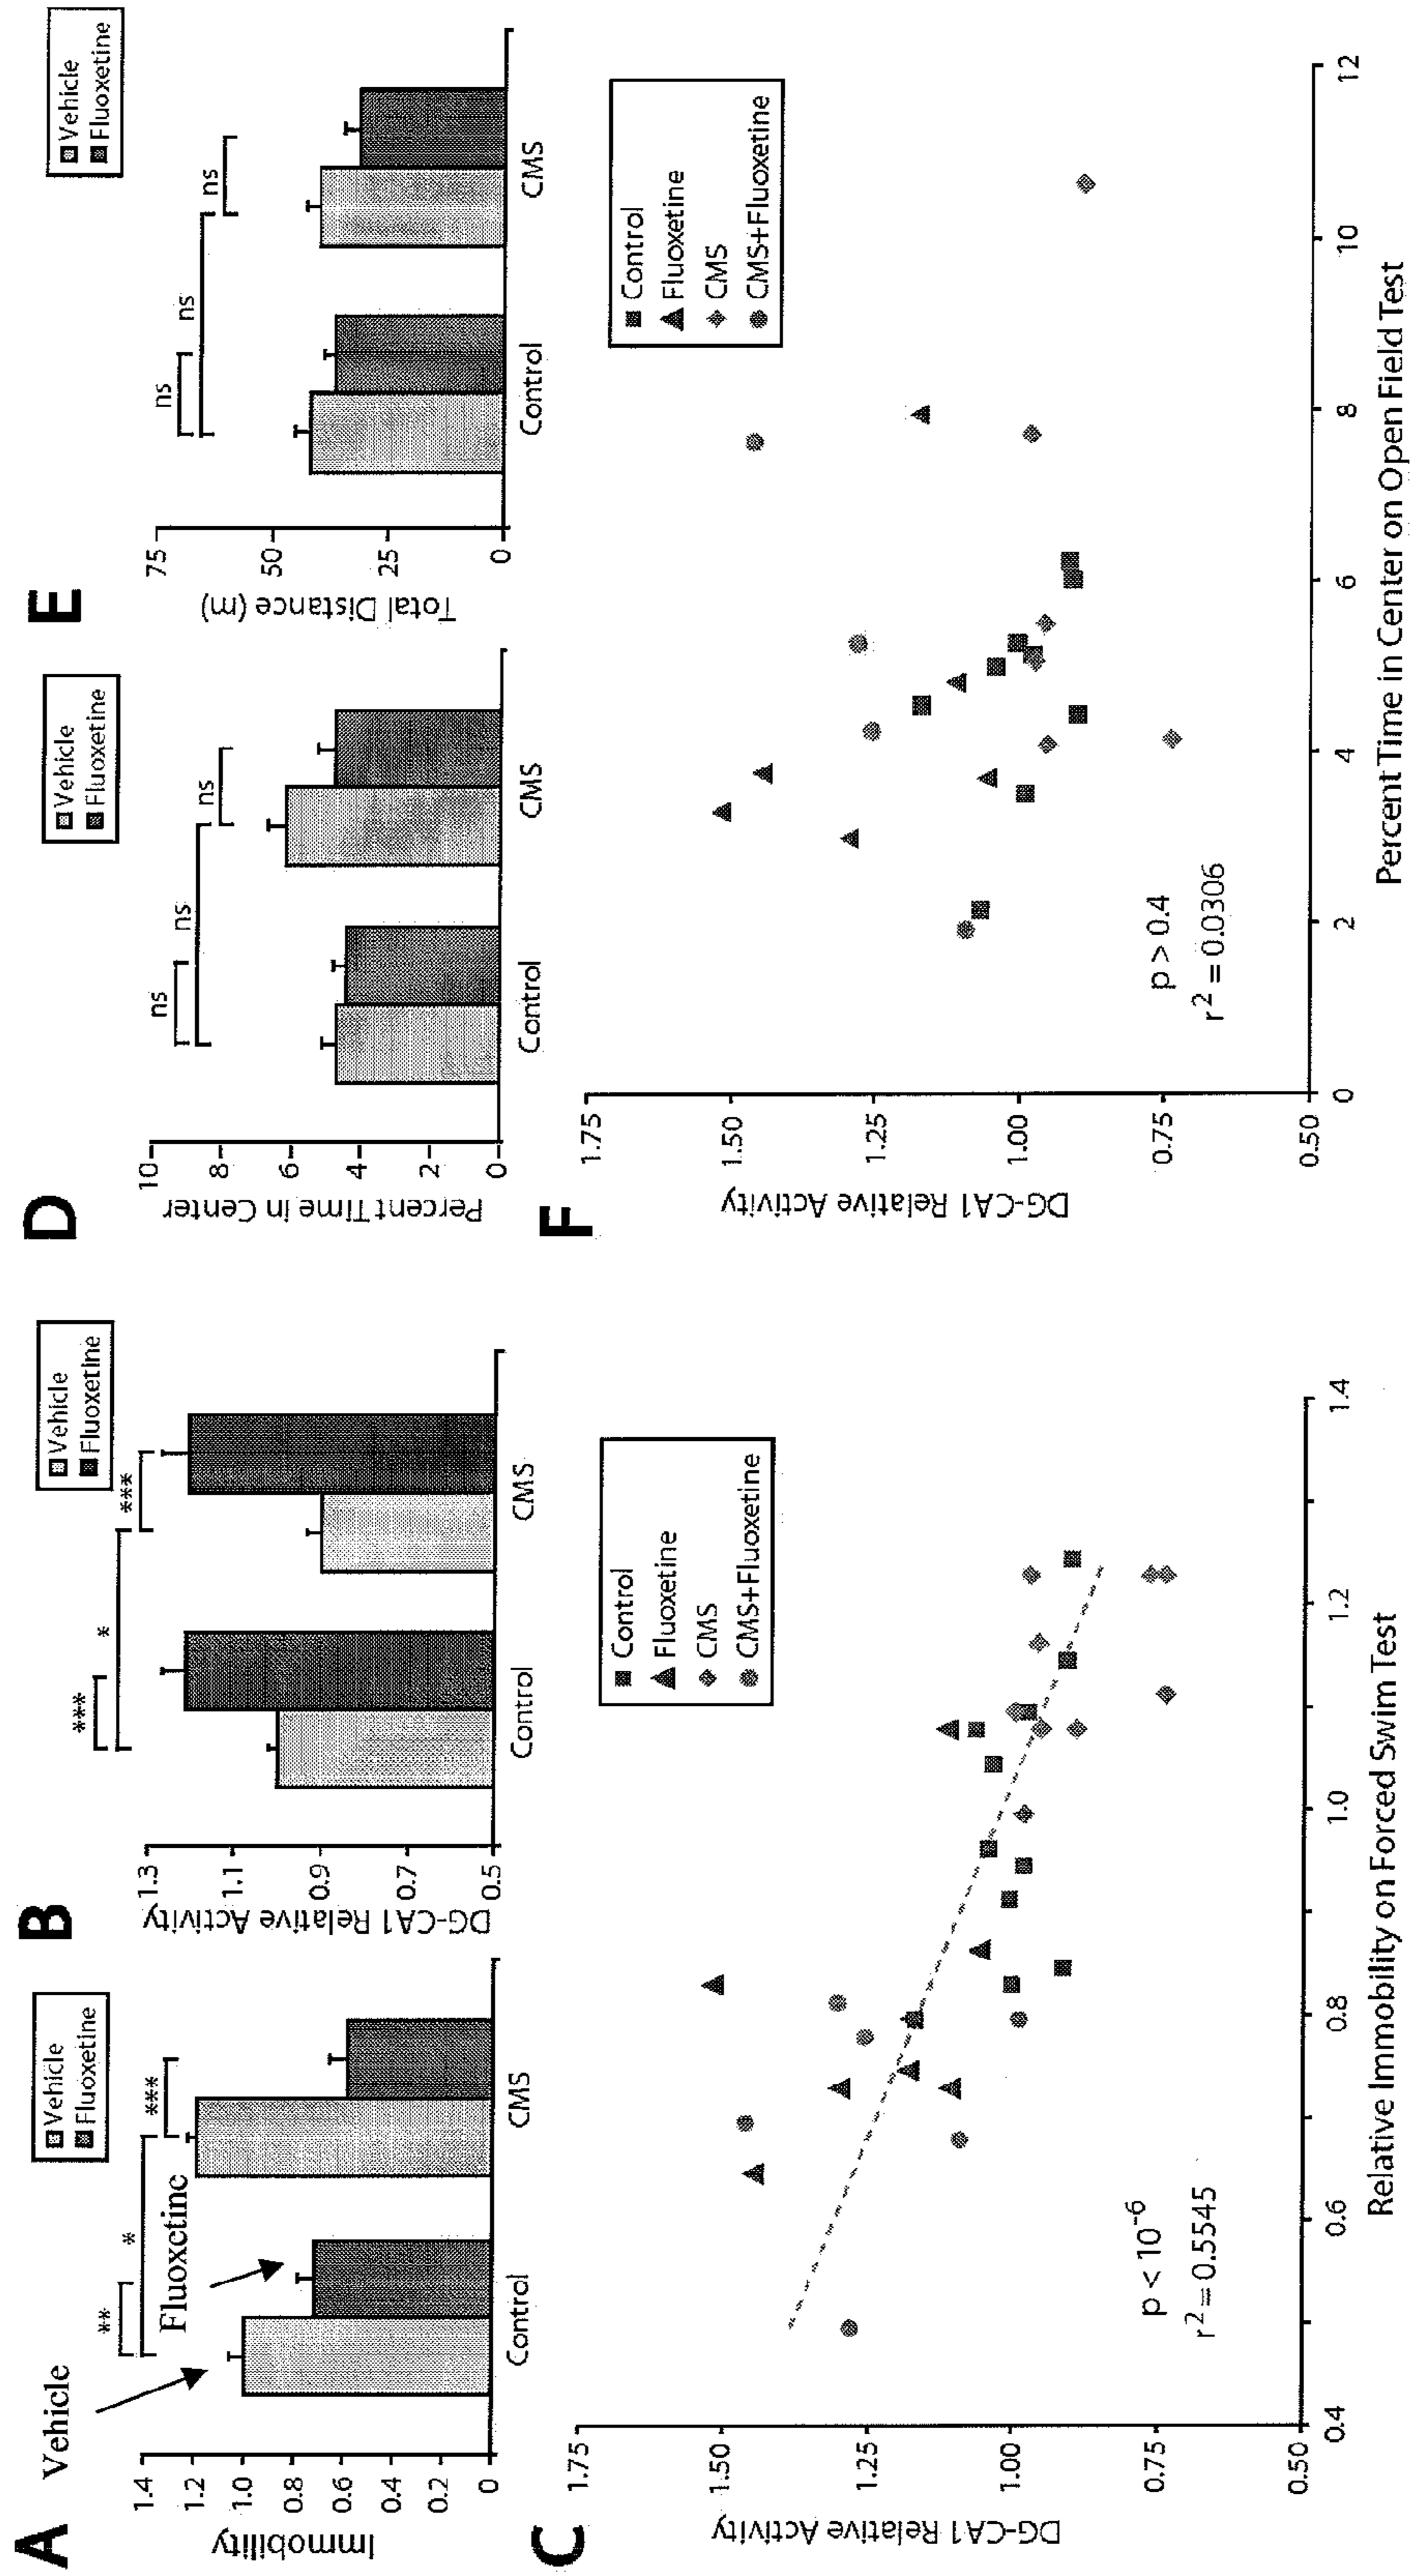 A
Vehicle
Vehicle
Fluoxetine
Immobility
1.4
1.2
1.0
0.8
0.6
0.4
0.2
0
**
*
***
Fluoxetine
Control
CMS
B
Vehicle
Fluoxetine
DG-CA1 Relative Activity
1.3
1.1
0.9
0.7
0.5
***
*
***
Control
CMS
C
DG-CA1 Relative Activity
1.75
1.50
1.25
1.00
0.75
0.50
Control
Fluoxetine
CMS
CMS+Fluoxetine
p < 10-6
r2 = 0.5545
0.4
0.6
0.8
1.0
1.2
1.4
Relative Immobility on Forced Swim Test
D
Vehicle
Fluoxetine
Percent Time in Center
10
8
6
4
2
0
ns
ns
ns
Control
CMS
E
Vehicle
Fluoxetine
Total Distance (m)
75
50
25
0
ns
ns
ns
Control
CMS
F
DG-CA1 Relative Activity
1.75
1.50
1.25
1.00
0.75
0.50
Control
Fluoxetine
CMS
CMS+Fluoxetine
p > 0.4
r2 = 0.0306
0
2
4
6
8
10
12
Percent Time in Center on Open Field Test